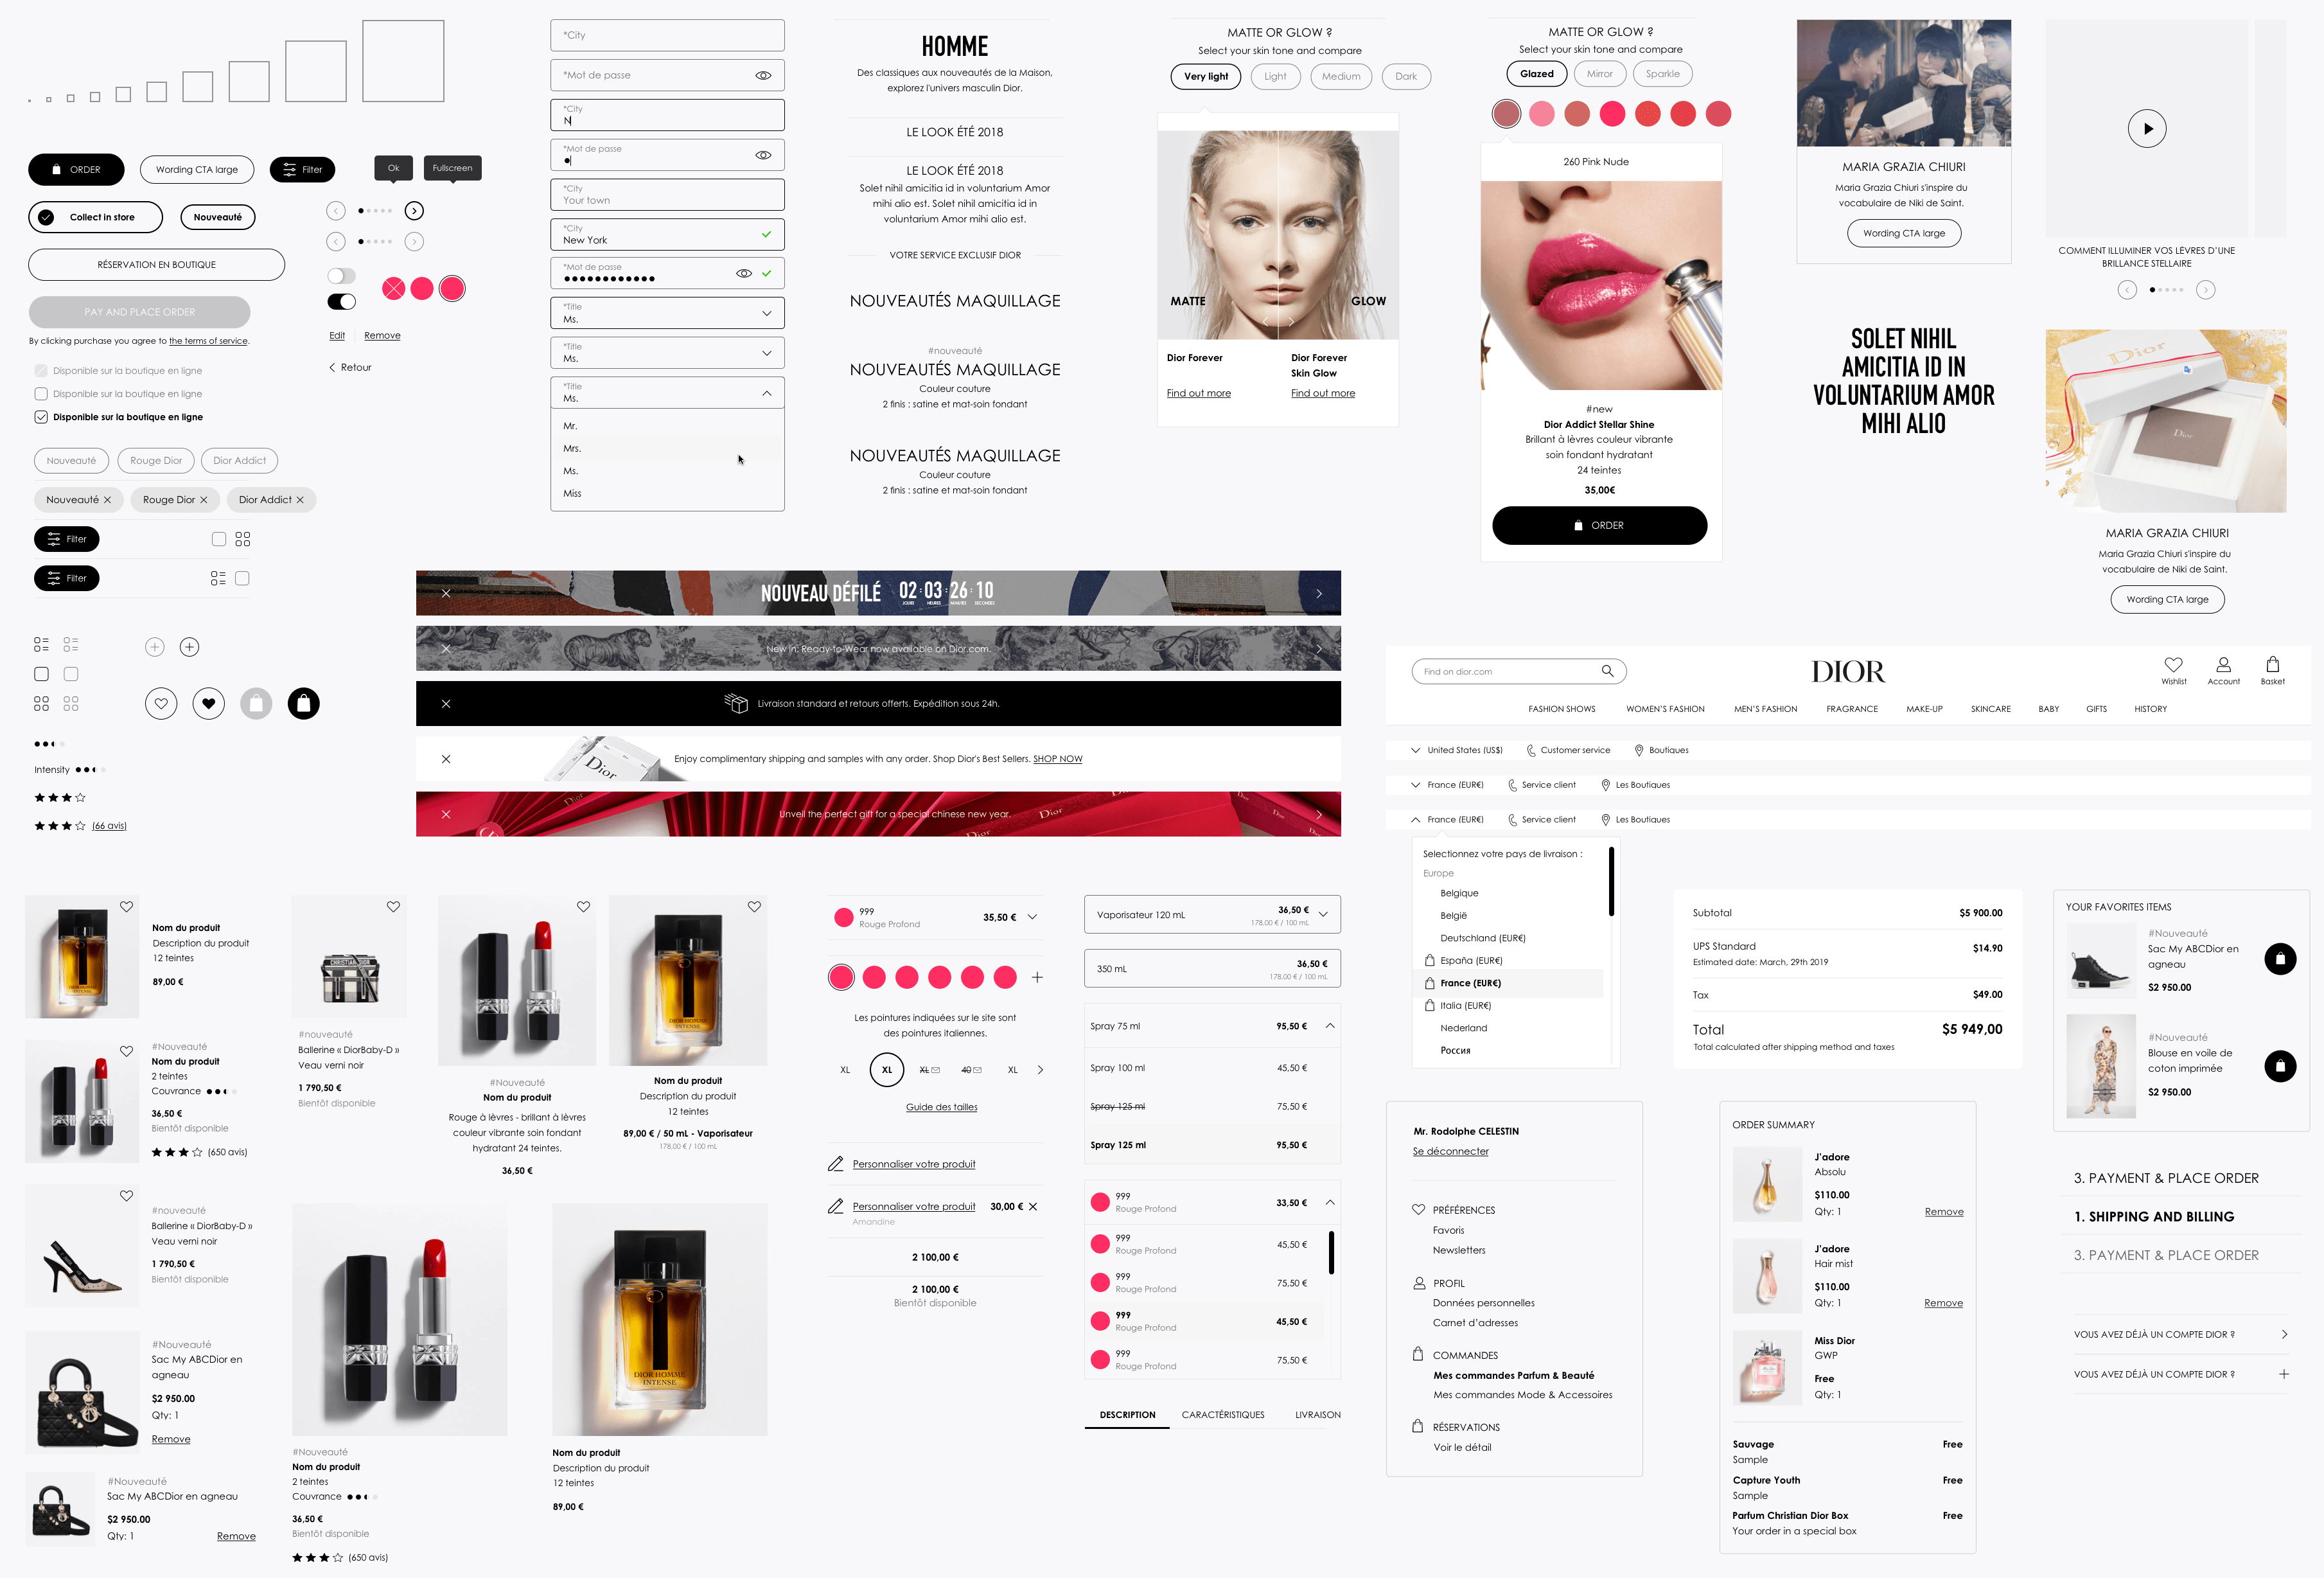 ORDER
Wording CTA large
Filter
Ok
Fullscreen
Collect in store
Nouveauté
RÉSERVATION EN BOUTIQUE
PAY AND PLACE ORDER
By clicking purchase you agree to the terms of service.
Edit
Remove
Retour
Disponible sur la boutique en ligne
Disponible sur la boutique en ligne
Disponible sur la boutique en ligne
Nouveauté
Rouge Dior
Dior Addict
Nouveauté
Rouge Dior
Dior Addict
Filter
Filter
Intensity
(66 avis)
*City
*Mot de passe
*City
N
*Mot de passe
*City
Your town
*City
New York
*Mot de passe
*Title
Ms.
*Title
Ms.
*Title
Ms.
Mr.
Mrs.
Ms.
Miss
HOMME
Des classiques aux nouveautés de la Maison,
explorez l'univers masculin Dior.
LE LOOK ÉTÉ 2018
LE LOOK ÉTÉ 2018
Solet nihil amicitia id in voluntarium Amor
mihi alio est. Solet nihil amicitia id in
voluntarium Amor mihi alio est.
VOTRE SERVICE EXCLUSIF DIOR
NOUVEAUTÉS MAQUILLAGE
#nouveauté
NOUVEAUTÉS MAQUILLAGE
Couleur couture
2 finis : satine et mat-soin fondant
NOUVEAUTÉS MAQUILLAGE
Couleur couture
2 finis : satine et mat-soin fondant
MATTE OR GLOW ?
Select your skin tone and compare
Very light
Light
Medium
Dark
MATTE
GLOW
Dior Forever
Find out more
Dior Forever
Skin Glow
Find out more
MATTE OR GLOW ?
Select your skin tone and compare
Glazed
Mirror
Sparkle
260 Pink Nude
#new
Dior Addict Stellar Shine
Brillant à lèvres couleur vibrante
soin fondant hydratant
24 teintes
35,00€
ORDER
MARIA GRAZIA CHIURI
Maria Grazia Chiuri s'inspire du
vocabulaire de Niki de Saint.
Wording CTA large
SOLET NIHIL
AMICITIA ID IN
VOLUNTARIUM AMOR
MIHI ALIO
COMMENT ILLUMINER VOS LÈVRES D'UNE
BRILLANCE STELLAIRE
Dior
Dior
MARIA GRAZIA CHIURI
Maria Grazia Chiuri s'inspire du
vocabulaire de Niki de Saint.
Wording CTA large
NOUVEAU DÉFILÉ 02 : 03 : 26 : 10
JOURS HEURES MINUTES SECONDES
New in: Ready-to-Wear now available on Dior.com.
Livraison standard et retours offerts. Expédition sous 24h.
Dior
Enjoy complimentary shipping and samples with any order. Shop Dior's Best Sellers. SHOP NOW
Dior
Unveil the perfect gift for a special chinese new year.
Dior
Dior
Find on dior.com
DIOR
Wishlist
Account
Basket
FASHION SHOWS
WOMEN'S FASHION
MEN'S FASHION
FRAGRANCE
MAKE-UP
SKINCARE
BABY
GIFTS
HISTORY
United States (US$)
Customer service
Boutiques
France (EUR€)
Service client
Les Boutiques
France (EUR€)
Service client
Les Boutiques
Selectionnez votre pays de livraison :
Europe
Belgique
België
Deutschland (EUR€)
España (EUR€)
France (EUR€)
Italia (EUR€)
Nederland
Россия
Subtotal
$5 900.00
UPS Standard
$14.90
Estimated date: March, 29th 2019
Tax
$49.00
Total
$5 949,00
Total calculated after shipping method and taxes
YOUR FAVORITES ITEMS
#Nouveauté
Sac My ABCDior en
agneau
$2 950.00
#Nouveauté
Blouse en voile de
coton imprimée
$2 950.00
Nom du produit
Description du produit
12 teintes
89,00 €
#Nouveauté
Nom du produit
2 teintes
Couvrance
36,50 €
Bientôt disponible
(650 avis)
#nouveauté
Ballerine « DiorBaby-D »
Veau verni noir
1 790,50 €
Bientôt disponible
#Nouveauté
Sac My ABCDior en
agneau
$2 950.00
Qty: 1
Remove
#Nouveauté
Sac My ABCDior en agneau
$2 950.00
Qty: 1
Remove
CHRISTIAN DIOR
#nouveauté
Ballerine « DiorBaby-D »
Veau verni noir
1 790,50 €
Bientôt disponible
#Nouveauté
Nom du produit
Rouge à lèvres - brillant à lèvres
couleur vibrante soin fondant
hydratant 24 teintes.
36,50 €
DIOR HOMME
INTENSE
Nom du produit
Description du produit
12 teintes
89,00 € / 50 mL - Vaporisateur
178,00 € / 100 mL
#Nouveauté
Nom du produit
2 teintes
Couvrance
36,50 €
Bientôt disponible
(650 avis)
DIOR HOMME
INTENSE
Nom du produit
Description du produit
12 teintes
89,00 €
999
Rouge Profond
35,50 €
Les pointures indiquées sur le site sont
des pointures italiennes.
XL
XL
XL
40
XL
Guide des tailles
Personnaliser votre produit
Personnaliser votre produit
30,00 €
Amandine
2 100,00 €
2 100,00 €
Bientôt disponible
Vaporisateur 120 mL
36,50 €
178,00 € / 100 mL
350 mL
36,50 €
178,00 € / 100 mL
Spray 75 ml
95,50 €
Spray 100 ml
45,50 €
Spray 125 ml
75,50 €
Spray 125 ml
95,50 €
999
Rouge Profond
33,50 €
999
Rouge Profond
45,50 €
999
Rouge Profond
75,50 €
999
Rouge Profond
45,50 €
999
Rouge Profond
75,50 €
DESCRIPTION
CARACTÉRISTIQUES
LIVRAISON
Mr. Rodolphe CELESTIN
Se déconnecter
PRÉFÉRENCES
Favoris
Newsletters
PROFIL
Données personnelles
Carnet d'adresses
COMMANDES
Mes commandes Parfum & Beauté
Mes commandes Mode & Accessoires
RÉSERVATIONS
Voir le détail
ORDER SUMMARY
J'adore
Absolu
$110.00
Qty: 1
Remove
J'adore
Hair mist
$110.00
Qty: 1
Remove
Miss Dior
GWP
Free
Qty: 1
Sauvage
Free
Sample
Capture Youth
Free
Sample
Parfum Christian Dior Box
Free
Your order in a special box
3. PAYMENT & PLACE ORDER
1. SHIPPING AND BILLING
3. PAYMENT & PLACE ORDER
VOUS AVEZ DÉJÀ UN COMPTE DIOR ?
VOUS AVEZ DÉJÀ UN COMPTE DIOR ?